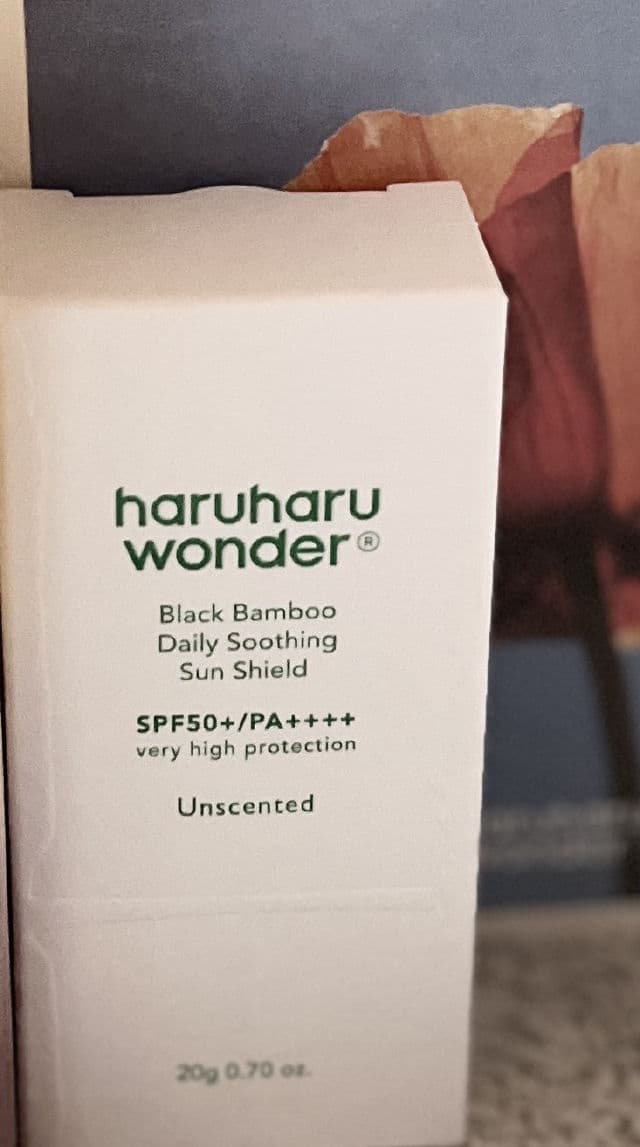 haruharu
wonder®
Black Bamboo
Daily Soothing
Sun Shield
SPF50+/PA++++
very high protection
Unscented
20g 0.70 oz.